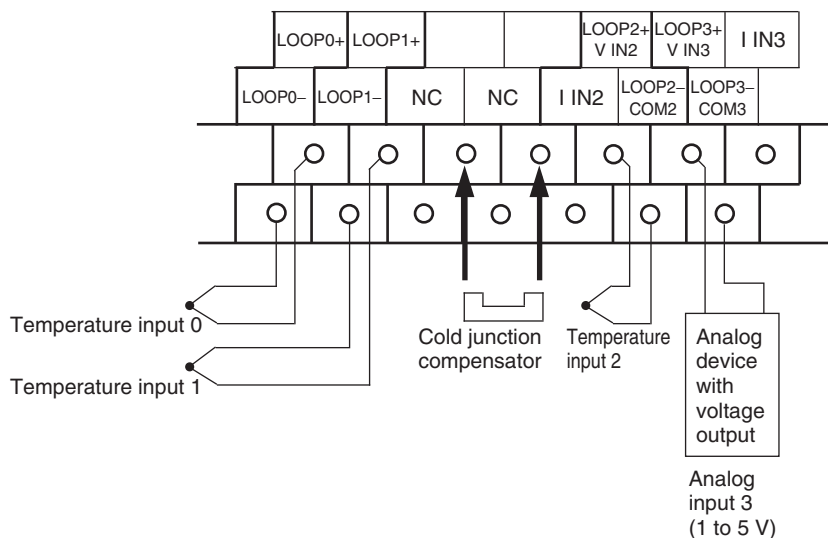 LOOP0+
LOOP1+
LOOP2+
V IN2
LOOP3+
V IN3
I IN3
LOOP0–
LOOP1–
NC
NC
I IN2
LOOP2–
COM2
LOOP3–
COM3
Temperature input 0
Temperature input 1
Cold junction
compensator
Temperature
input 2
Analog
device
with
voltage
output
Analog
input 3
(1 to 5 V)